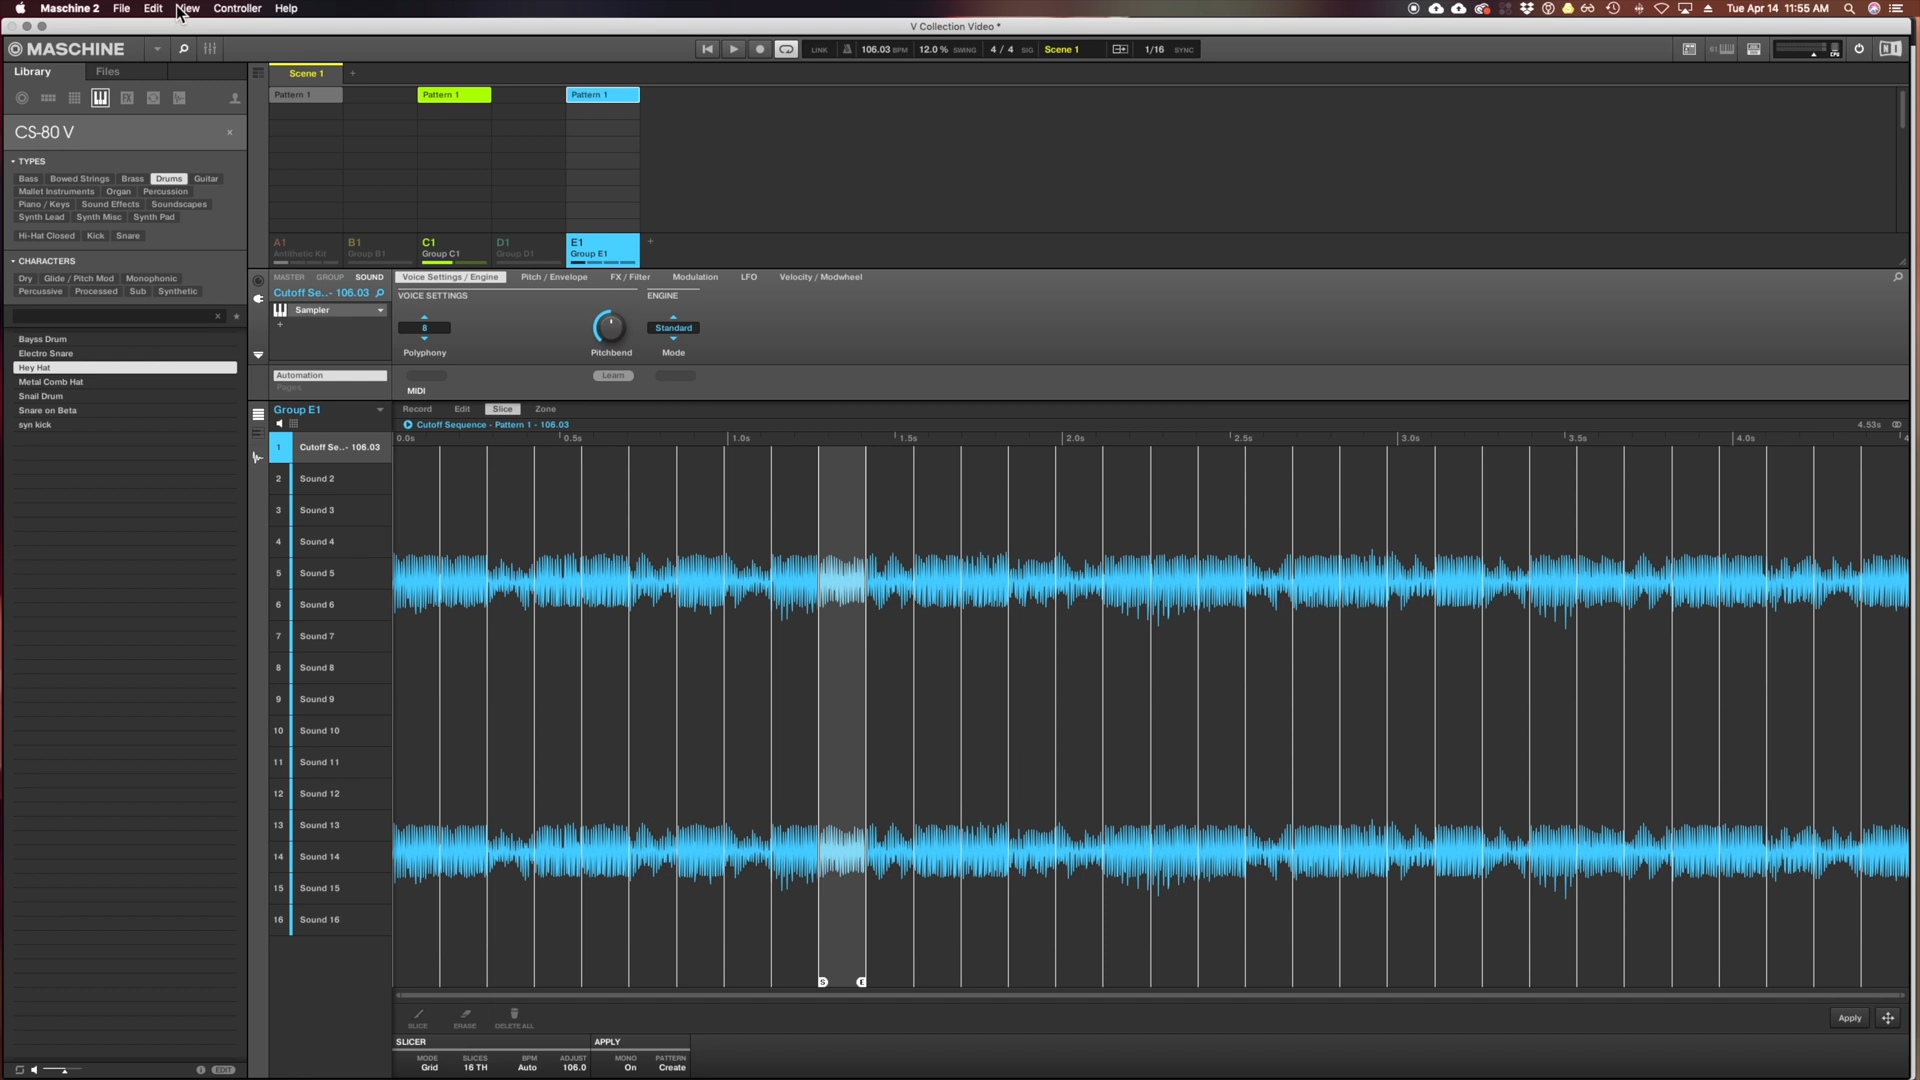 Maschine 2 File Edit View Controller Help
Tue Apr 14 11:55 AM
V Collection Video *
MASCHINE
LINK 106.03 BPM 12.0 % SWING 4 / 4 SIG Scene 1 1/16 SYNC
Library Files
Scene 1 +
Pattern 1 Pattern 1 Pattern 1
CS-80 V
TYPES
Bass Bowed Strings Brass Drums Guitar
Mallet Instruments Organ Percussion
Piano / Keys Sound Effects Soundscapes
Synth Lead Synth Misc Synth Pad
Hi-Hat Closed Kick Snare
CHARACTERS
Dry Glide / Pitch Mod Monophonic
Percussive Processed Sub Synthetic
Bayss Drum
Electro Snare
Hey Hat
Metal Comb Hat
Snail Drum
Snare on Beta
syn kick
EDIT
A1 B1 C1 D1 E1 +
Antithetic Kit Group B1 Group C1 Group D1 Group E1
MASTER GROUP SOUND Voice Settings / Engine Pitch / Envelope FX / Filter Modulation LFO Velocity / Modwheel
Cutoff Se..- 106.03
Sampler
+
VOICE SETTINGS ENGINE
8 Standard
Polyphony Pitchbend Mode
Automation
Pages
Learn
MIDI
Group E1
Record Edit Slice Zone
Cutoff Sequence - Pattern 1 - 106.03
0.0s 0.5s 1.0s 1.5s 2.0s 2.5s 3.0s 3.5s 4.0s 4.53s
1 Cutoff Se..- 106.03
2 Sound 2
3 Sound 3
4 Sound 4
5 Sound 5
6 Sound 6
7 Sound 7
8 Sound 8
9 Sound 9
10 Sound 10
11 Sound 11
12 Sound 12
13 Sound 13
14 Sound 14
15 Sound 15
16 Sound 16
S E
SLICE ERASE DELETE ALL
Apply
SLICER APPLY
MODE SLICES BPM ADJUST MONO PATTERN
Grid 16 TH Auto 106.0 On Create